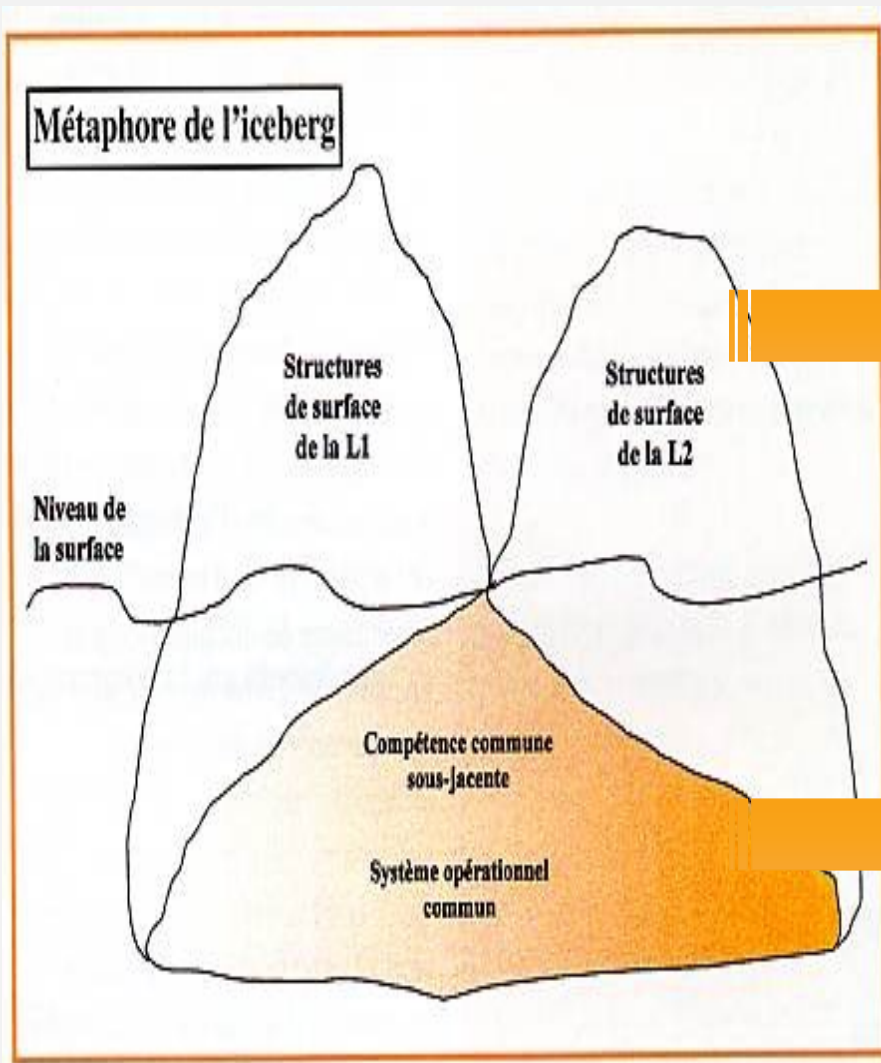 Métaphore de l'iceberg
Structures
de surface
de la L1
Structures
de surface
de la L2
Niveau de
la surface
Compétence commune
sous-jacente
Système opérationnel
commun